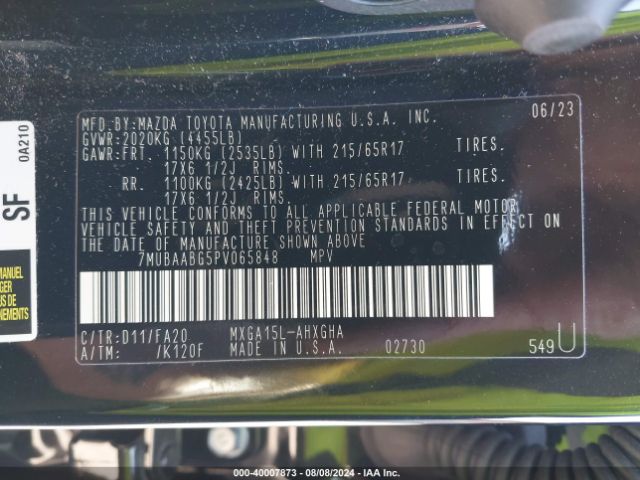 MFD.BY:MAZDA TOYOTA MANUFACTURING U.S.A. INC. 06/23
GVWR:2020KG (4455LB)
GAWR:FRT. 1150KG (2535LB) WITH 215/65R17 TIRES.
17X6 1/2J RIMS.
RR. 1100KG (2425LB) WITH 215/65R17 TIRES.
17X6 1/2J RIMS.
THIS VEHICLE CONFORMS TO ALL APPLICABLE FEDERAL MOTOR
VEHICLE SAFETY AND THEFT PREVENTION STANDARDS IN EFFECT ON
THE DATE OF MANUFACTURE SHOWN ABOVE
7MUBAABG5PV065848 MPV
C/TR:D11/FA20 MXGA15L-AHXGHA
A/TM: /K120F MADE IN U.S.A. 02730 549U
0A210
SF
MANUEL
GER
NEMENTS
000-40007873 - 08/08/2024 - IAA Inc.